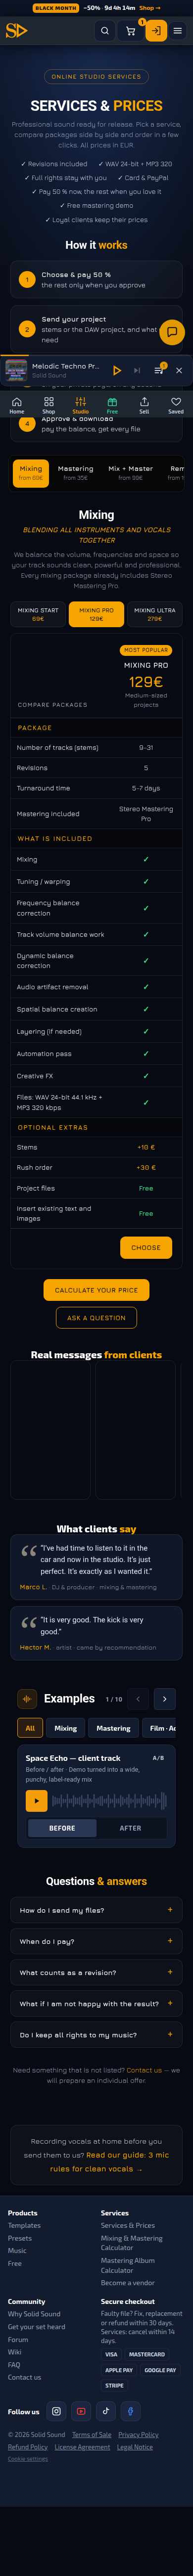 BLACK MONTH -50% 9d 4h 14m Shop →
SD
1
ONLINE STUDIO SERVICES
SERVICES & PRICES
Professional sound ready for release. Pick a service,
compare packages side by side and order in a few
clicks. All prices in EUR.
✓ Revisions included ✓ WAV 24-bit + MP3 320
✓ Full rights stay with you ✓ Card & PayPal
✓ Pay 50 % now, the rest when you love it
✓ Free mastering demo
✓ Loyal clients keep their prices
How it works
1 Choose & pay 50 %
the rest only when you approve
2 Send your project
stems or the DAW project, and what
need
Melodic Techno Pr...
Solid Sound
Home Shop Studio Free Sell Saved
4 Approve & download
pay the balance, get every file
Mixing Mastering Mix + Master
from 69€ from 35€ from 99€
Mixing
BLENDING ALL INSTRUMENTS AND VOCALS
TOGETHER
We balance the volume, frequencies and space so
your track sounds clean, powerful and professional.
Every mixing package already includes Stereo
Mastering Pro.
MIXING START MIXING PRO MIXING ULTRA
69€ 129€ 279€
MOST POPULAR
MIXING PRO
129€
Medium-sized
projects
COMPARE PACKAGES
PACKAGE
Number of tracks (stems) 9-31
Revisions 5
Turnaround time 5-7 days
Mastering included Stereo Mastering
Pro
WHAT IS INCLUDED
Mixing ✓
Tuning / warping ✓
Frequency balance
correction ✓
Track volume balance work ✓
Dynamic balance
correction ✓
Audio artifact removal ✓
Spatial balance creation ✓
Layering (if needed) ✓
Automation pass ✓
Creative FX ✓
Files: WAV 24-bit 44.1 kHz +
MP3 320 kbps ✓
OPTIONAL EXTRAS
Stems +10 €
Rush order +30 €
Project files Free
Insert existing text and
images Free
CHOOSE
CALCULATE YOUR PRICE
ASK A QUESTION
Real messages from clients
What clients say
“I've had time to listen to it in the
car and now in the studio. It's just
perfect. It's exactly as I wanted it.”
Marco L. DJ & producer · mixing & mastering
“It is very good. The kick is very
good.”
Hector M. artist · came by recommendation
Examples 1 / 10
All Mixing Mastering
Space Echo — client track A/B
Before / after · Demo turned into a wide,
punchy, label-ready mix
BEFORE AFTER
Questions & answers
How do I send my files? +
When do I pay? +
What counts as a revision? +
What if I am not happy with the result? +
Do I keep all rights to my music? +
Need something that is not listed? Contact us — we
will prepare an individual offer.
Recording vocals at home before you
send them to us? Read our guide: 3 mic
rules for clean vocals →
Products
Templates
Presets
Music
Free
Services
Services & Prices
Mixing & Mastering
Calculator
Mastering Album
Calculator
Become a vendor
Community
Why Solid Sound
Get your set heard
Forum
Wiki
FAQ
Contact us
Secure checkout
Faulty file? Fix, replacement
or refund within 30 days.
Services: cancel within 14
days.
VISA MASTERCARD
APPLE PAY GOOGLE PAY
STRIPE
Follow us
© 2026 Solid Sound Terms of Sale Privacy Policy
Refund Policy License Agreement Legal Notice
Cookie settings